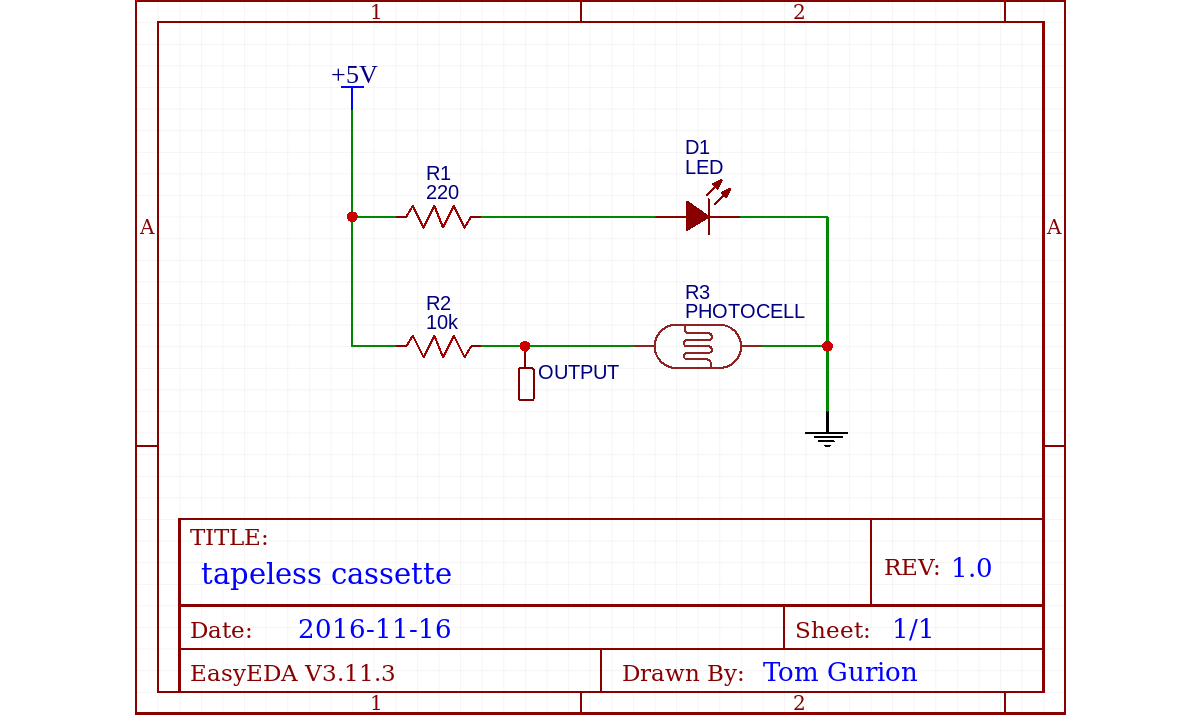 1 2
+5V
D1
LED
R1
220
A A
R3
PHOTOCELL
R2
10k
OUTPUT
TITLE:
tapeless cassette
REV: 1.0
Date: 2016-11-16 Sheet: 1/1
EasyEDA V3.11.3 Drawn By: Tom Gurion
1 2